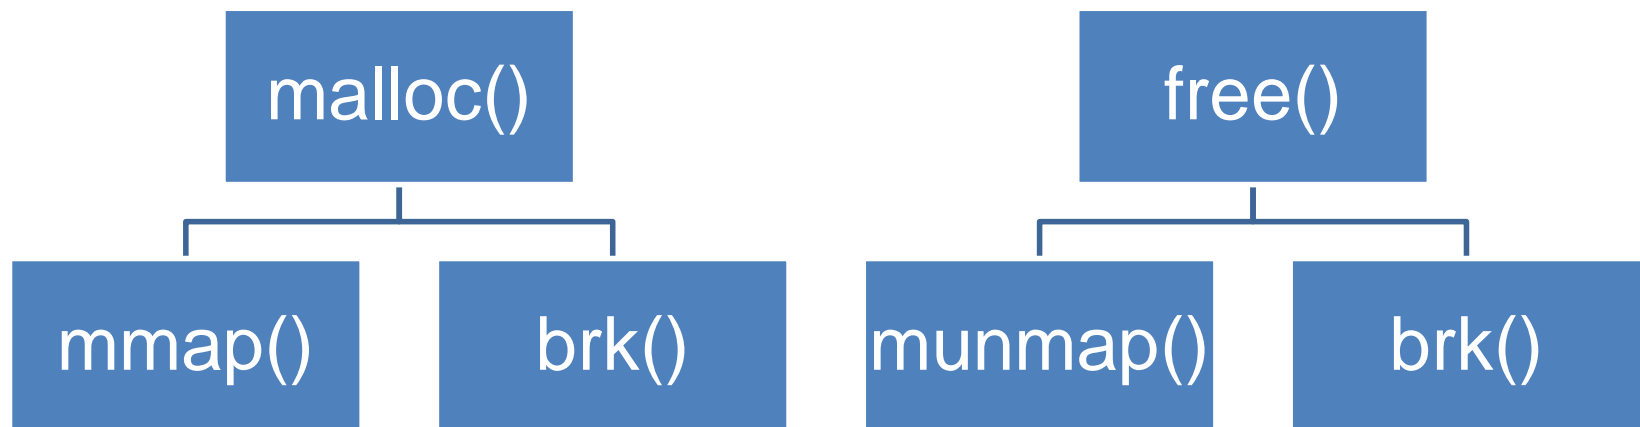 malloc()
free()
mmap()
brk()
munmap()
brk()